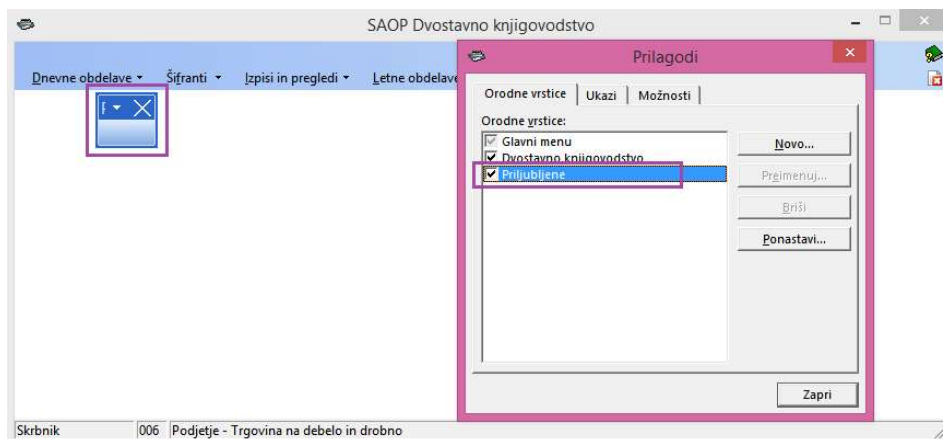 SAOP Dvostavno knjigovodstvo
Dnevne obdelave Šifranti Izpisi in pregledi Letne obdelave
Prilagodi
Orodne vrstice Ukazi Možnosti
Orodne vrstice:
Glavni menu
Dvostavno knjigovodstvo
Priljubljene
Novo...
Preimenuj...
Briši
Ponastavi...
Zapri
Skrbnik 006 Podjetje - Trgovina na debelo in drobno